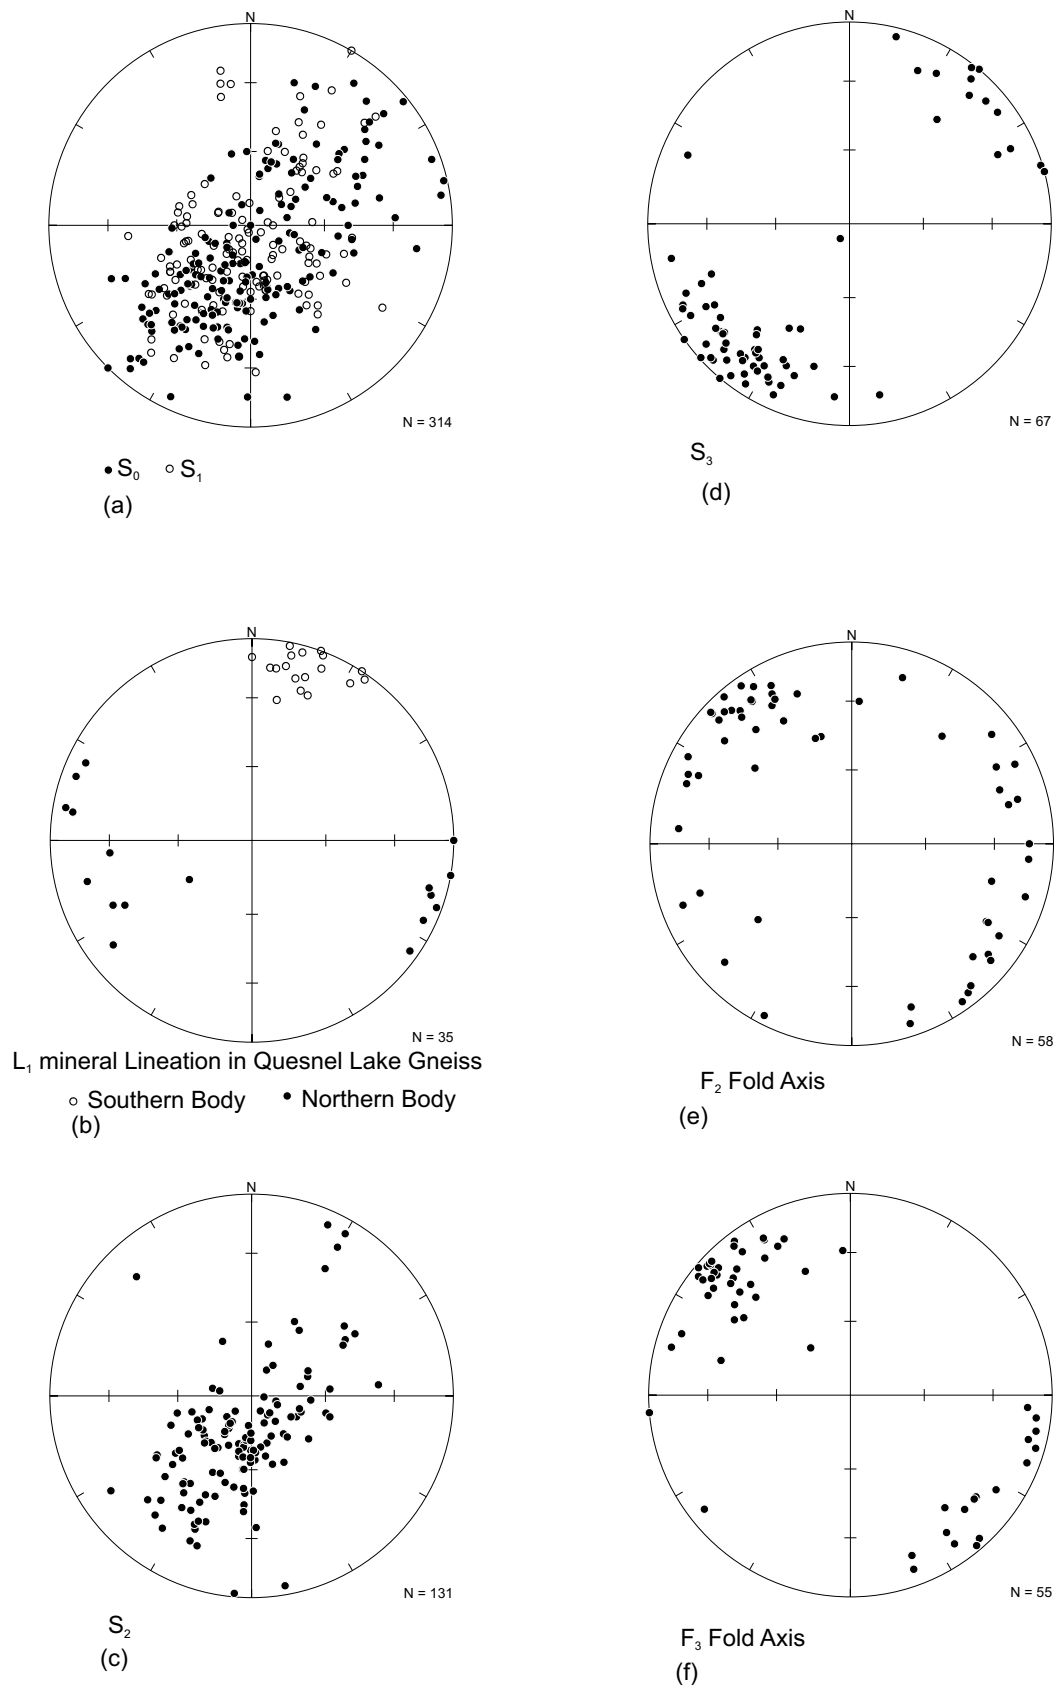 N
N = 314
● S₀ ○ S₁
(a)
N
N = 67
S₃
(d)
N
N = 35
L₁ mineral Lineation in Quesnel Lake Gneiss
○ Southern Body ● Northern Body
(b)
N
N = 58
F₂ Fold Axis
(e)
N
N = 131
S₂
(c)
N
N = 55
F₃ Fold Axis
(f)